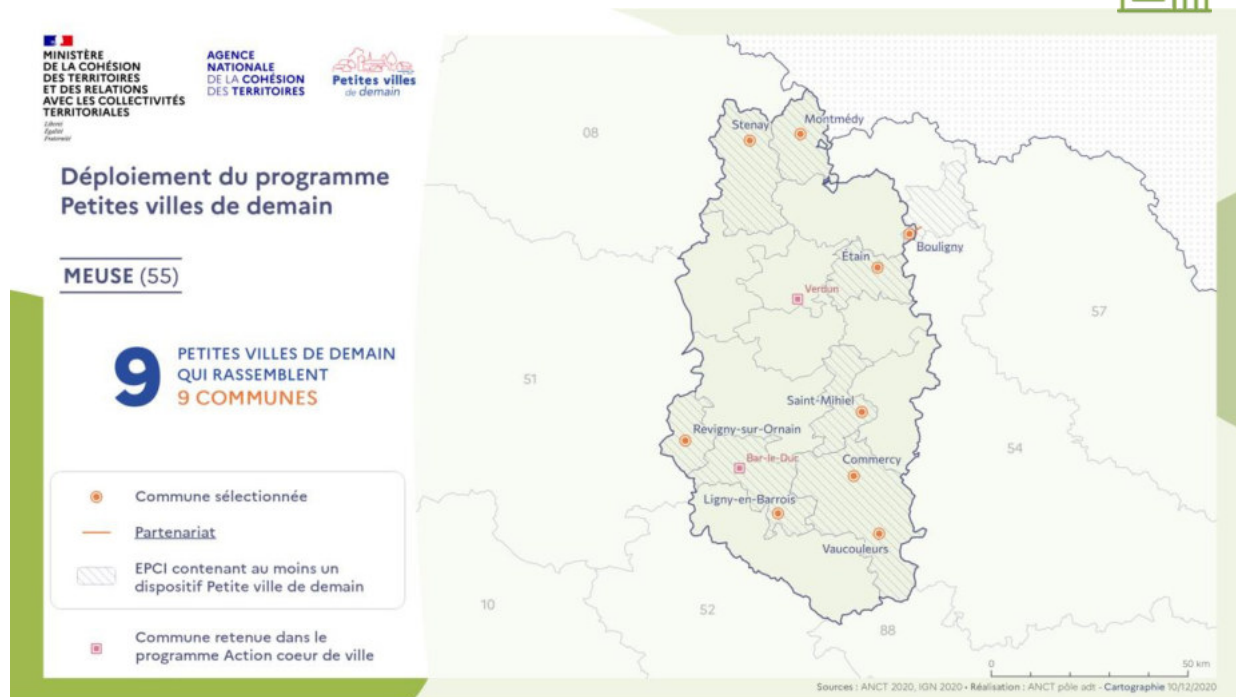 MINISTÈRE
DE LA COHÉSION
DES TERRITOIRES
ET DES RELATIONS
AVEC LES COLLECTIVITÉS
TERRITORIALES
Liberté
Égalité
Fraternité
AGENCE
NATIONALE
DE LA COHÉSION
DES TERRITOIRES
Petites villes
de demain
Déploiement du programme
Petites villes de demain
MEUSE (55)
9
PETITES VILLES DE DEMAIN
QUI RASSEMBLENT
9 COMMUNES
Commune sélectionnée
Partenariat
EPCI contenant au moins un
dispositif Petite ville de demain
Commune retenue dans le
programme Action coeur de ville
08
Stenay
Montmédy
Bouligny
Étain
Verdun
57
51
Saint-Mihiel
Revigny-sur-Ornain
54
Bar-le-Duc
Commercy
Ligny-en-Barrois
Vaucouleurs
10
52
88
0
50 km
Sources : ANCT 2020, IGN 2020 • Réalisation : ANCT pôle adt - Cartographie 10/12/2020